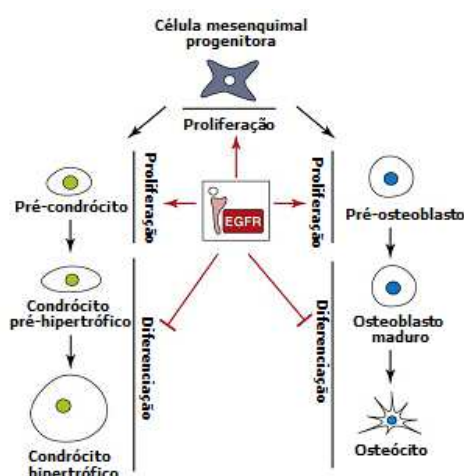 Célula mesenquimal
progenitora
Proliferação
Proliferação
Proliferação
Pré-condrócito
EGFR
Pré-osteoblasto
Condrócito
pré-hipertrófico
Diferenciação
Diferenciação
Osteoblasto
maduro
Condrócito
hipertrófico
Osteócito